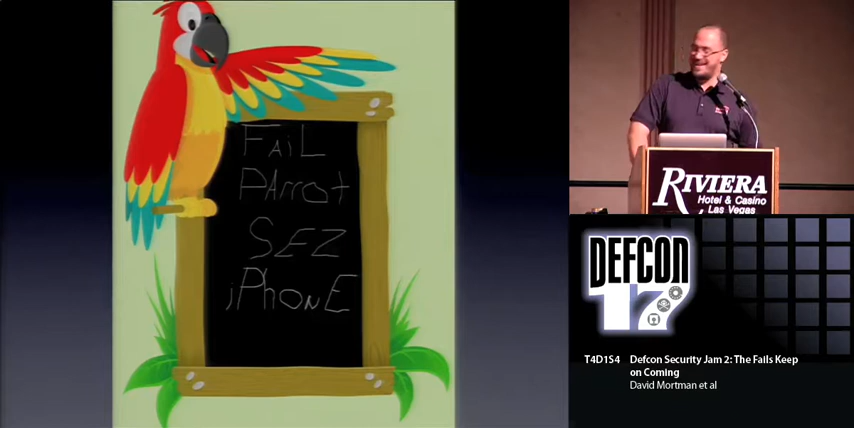 FAiL
PArrot
SEZ
iPhonE
RIVIERA
Hotel & Casino
Las Vegas
DEFCON
17
T4D1S4 Defcon Security Jam 2: The Fails Keep
on Coming
David Mortman et al